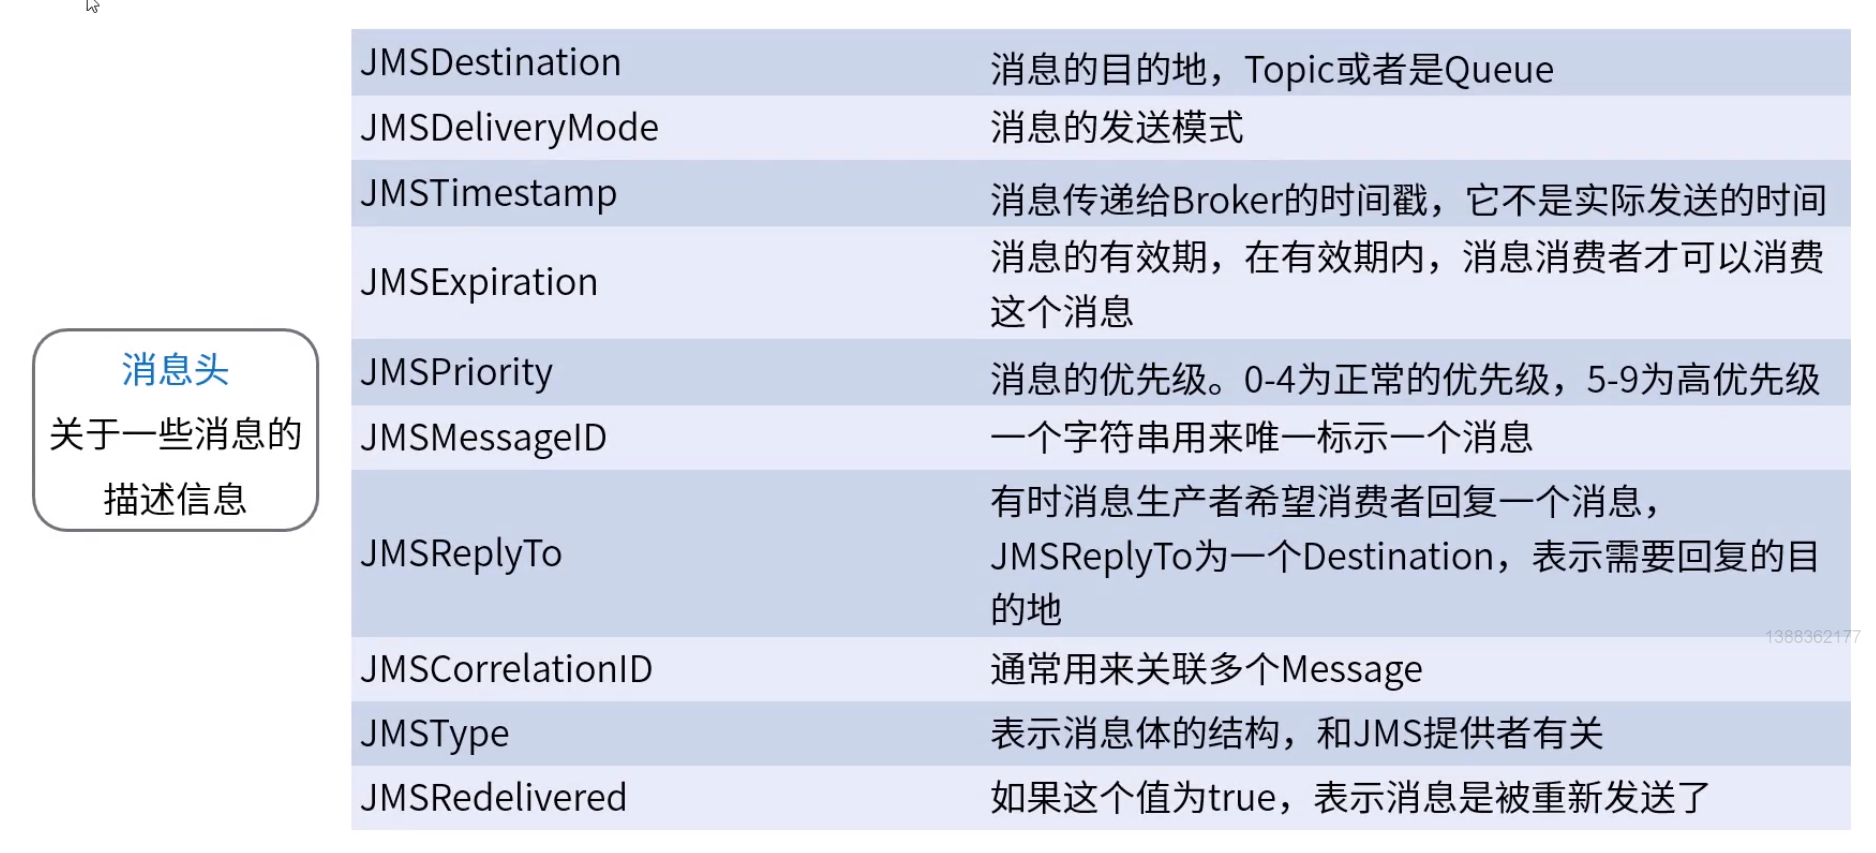 消息头
关于一些消息的
描述信息
JMSDestination 消息的目的地，Topic或者是Queue
JMSDeliveryMode 消息的发送模式
JMSTimestamp 消息传递给Broker的时间戳，它不是实际发送的时间
JMSExpiration 消息的有效期，在有效期内，消息消费者才可以消费
这个消息
JMSPriority 消息的优先级。0-4为正常的优先级，5-9为高优先级
JMSMessageID 一个字符串用来唯一标示一个消息
有时消息生产者希望消费者回复一个消息，
JMSReplyTo JMSReplyTo为一个Destination，表示需要回复的目
的地
1388362177
JMSCorrelationID 通常用来关联多个Message
JMSType 表示消息体的结构，和JMS提供者有关
JMSRedelivered 如果这个值为true，表示消息是被重新发送了